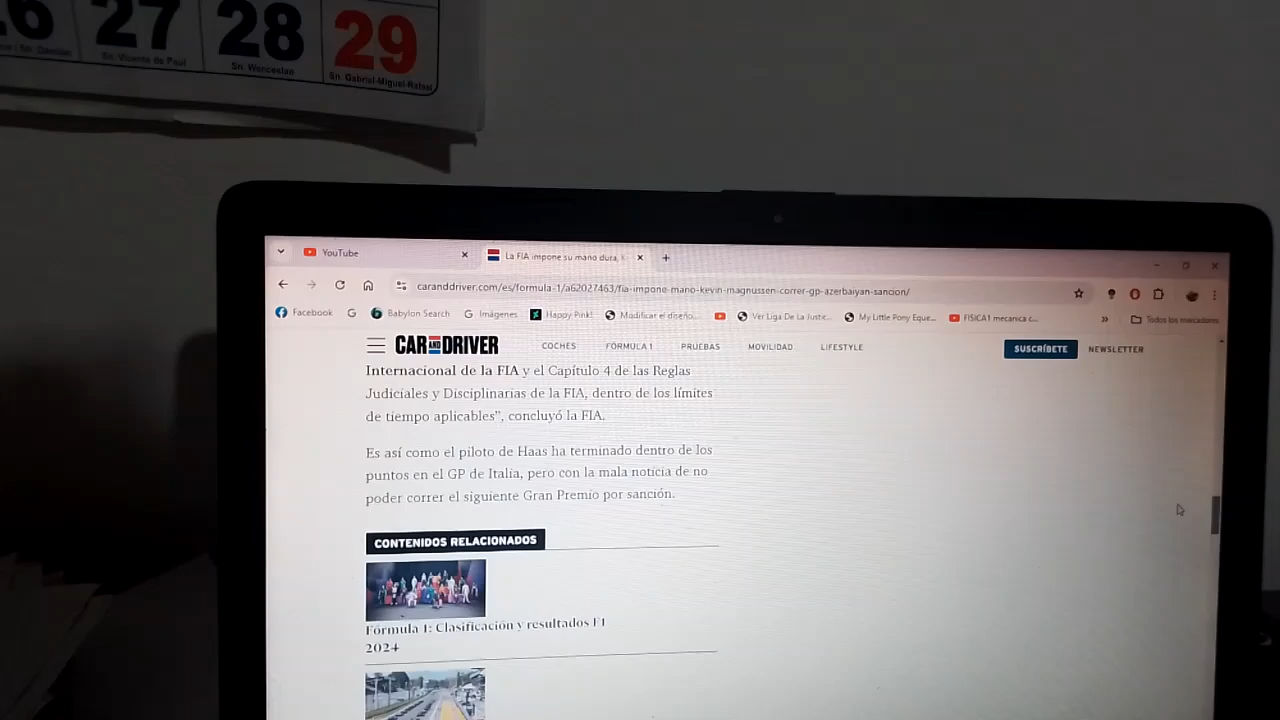 26 27 28 29
Sn. Vicente de Paul Sn. Wenceslao Sn. Gabriel-Miguel-Rafael
YouTube La FIA impone su mano dura,
caranddriver.com/es/formula-1/a62027463/fia-impone-mano-kevin-magnussen-correr-gp-azerbaiyan-sancion/
Facebook Babylon Search Imágenes Happy Pink! Modificar el diseño... Ver Liga De La Juste... My Little Pony Eque... FISICA1 mecanica c... Todos los marcadores
CAR AND DRIVER COCHES FÓRMULA 1 PRUEBAS MOVILIDAD LIFESTYLE SUSCRÍBETE NEWSLETTER
Internacional de la FIA y el Capítulo 4 de las Reglas
Judiciales y Disciplinarias de la FIA, dentro de los límites
de tiempo aplicables”, concluyó la FIA.
Es así como el piloto de Haas ha terminado dentro de los
puntos en el GP de Italia, pero con la mala noticia de no
poder correr el siguiente Gran Premio por sanción.
CONTENIDOS RELACIONADOS
Fórmula 1: Clasificación y resultados F1
2024